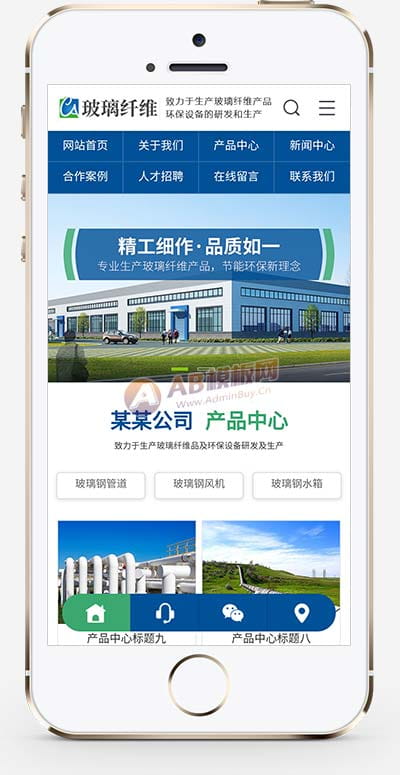 CA 玻璃纤维
致力于生产玻璃纤维产品
环保设备的研发和生产
网站首页 关于我们 产品中心 新闻中心
合作案例 人才招聘 在线留言 联系我们
精工细作·品质如一
专业生产玻璃纤维产品，节能环保新理念
AB模板网
www.AdminBuy.Cn
某某公司 产品中心
致力于生产玻璃纤维品及环保设备研发及生产
玻璃钢管道 玻璃钢风机 玻璃钢水箱
产品中心标题九 产品中心标题八